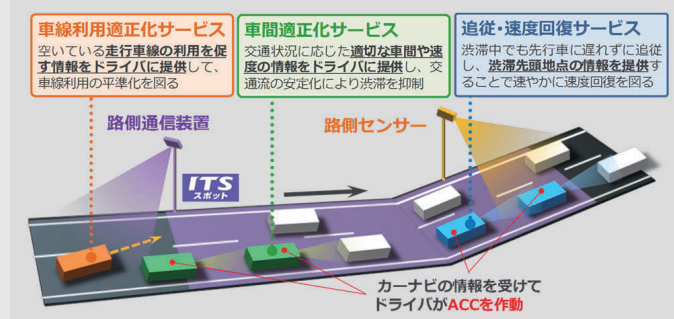 車線利用適正化サービス
空いている走行車線の利用を促
す情報をドライバに提供して、
車線利用の平準化を図る
車間適正化サービス
交通状況に応じた適切な車間や速
度の情報をドライバに提供し、交
通流の安定化により渋滞を抑制
追従・速度回復サービス
渋滞中でも先行車に遅れずに追従
し、渋滞先頭地点の情報を提供す
ることで速やかに速度回復を図る
路側通信装置
路側センサー
ITS
スポット
カーナビの情報を受けて
ドライバがACCを作動